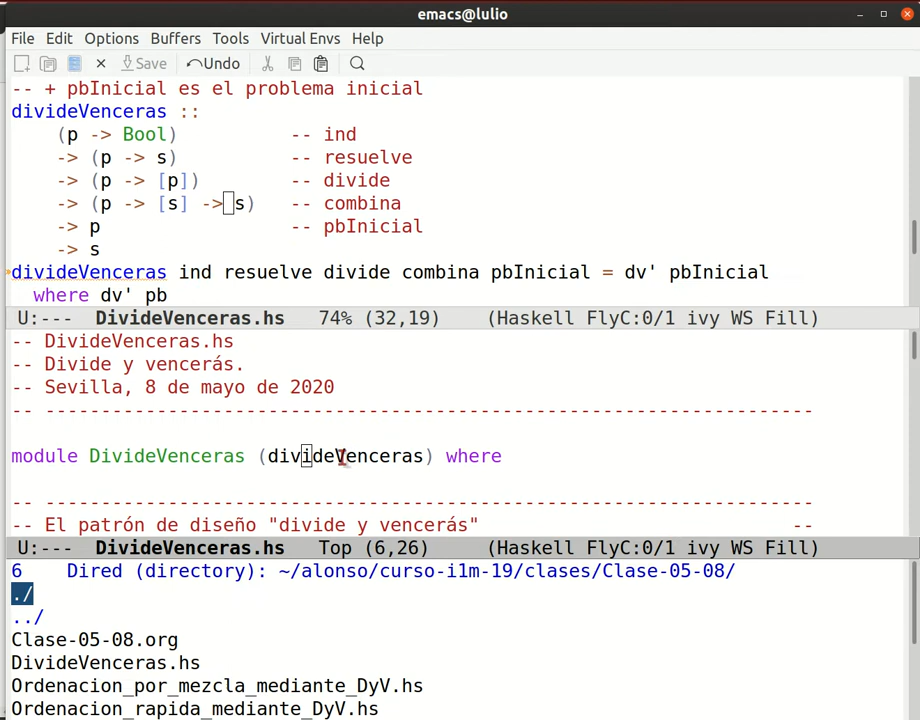 emacs@lulio
File Edit Options Buffers Tools Virtual Envs Help
Save Undo
-- + pbInicial es el problema inicial
divideVenceras ::
(p -> Bool) -- ind
-> (p -> s) -- resuelve
-> (p -> [p]) -- divide
-> (p -> [s] -> s) -- combina
-> p -- pbInicial
-> s
divideVenceras ind resuelve divide combina pbInicial = dv' pbInicial
where dv' pb
U:--- DivideVenceras.hs 74% (32,19) (Haskell FlyC:0/1 ivy WS Fill)
-- DivideVenceras.hs
-- Divide y vencerás.
-- Sevilla, 8 de mayo de 2020
-- ---------------------------------------------------------------------
module DivideVenceras (divideVenceras) where
-- ---------------------------------------------------------------------
-- El patrón de diseño "divide y vencerás" --
U:--- DivideVenceras.hs Top (6,26) (Haskell FlyC:0/1 ivy WS Fill)
6 Dired (directory): ~/alonso/curso-i1m-19/clases/Clase-05-08/
./
../
Clase-05-08.org
DivideVenceras.hs
Ordenacion_por_mezcla_mediante_DyV.hs
Ordenacion_rapida_mediante_DyV.hs